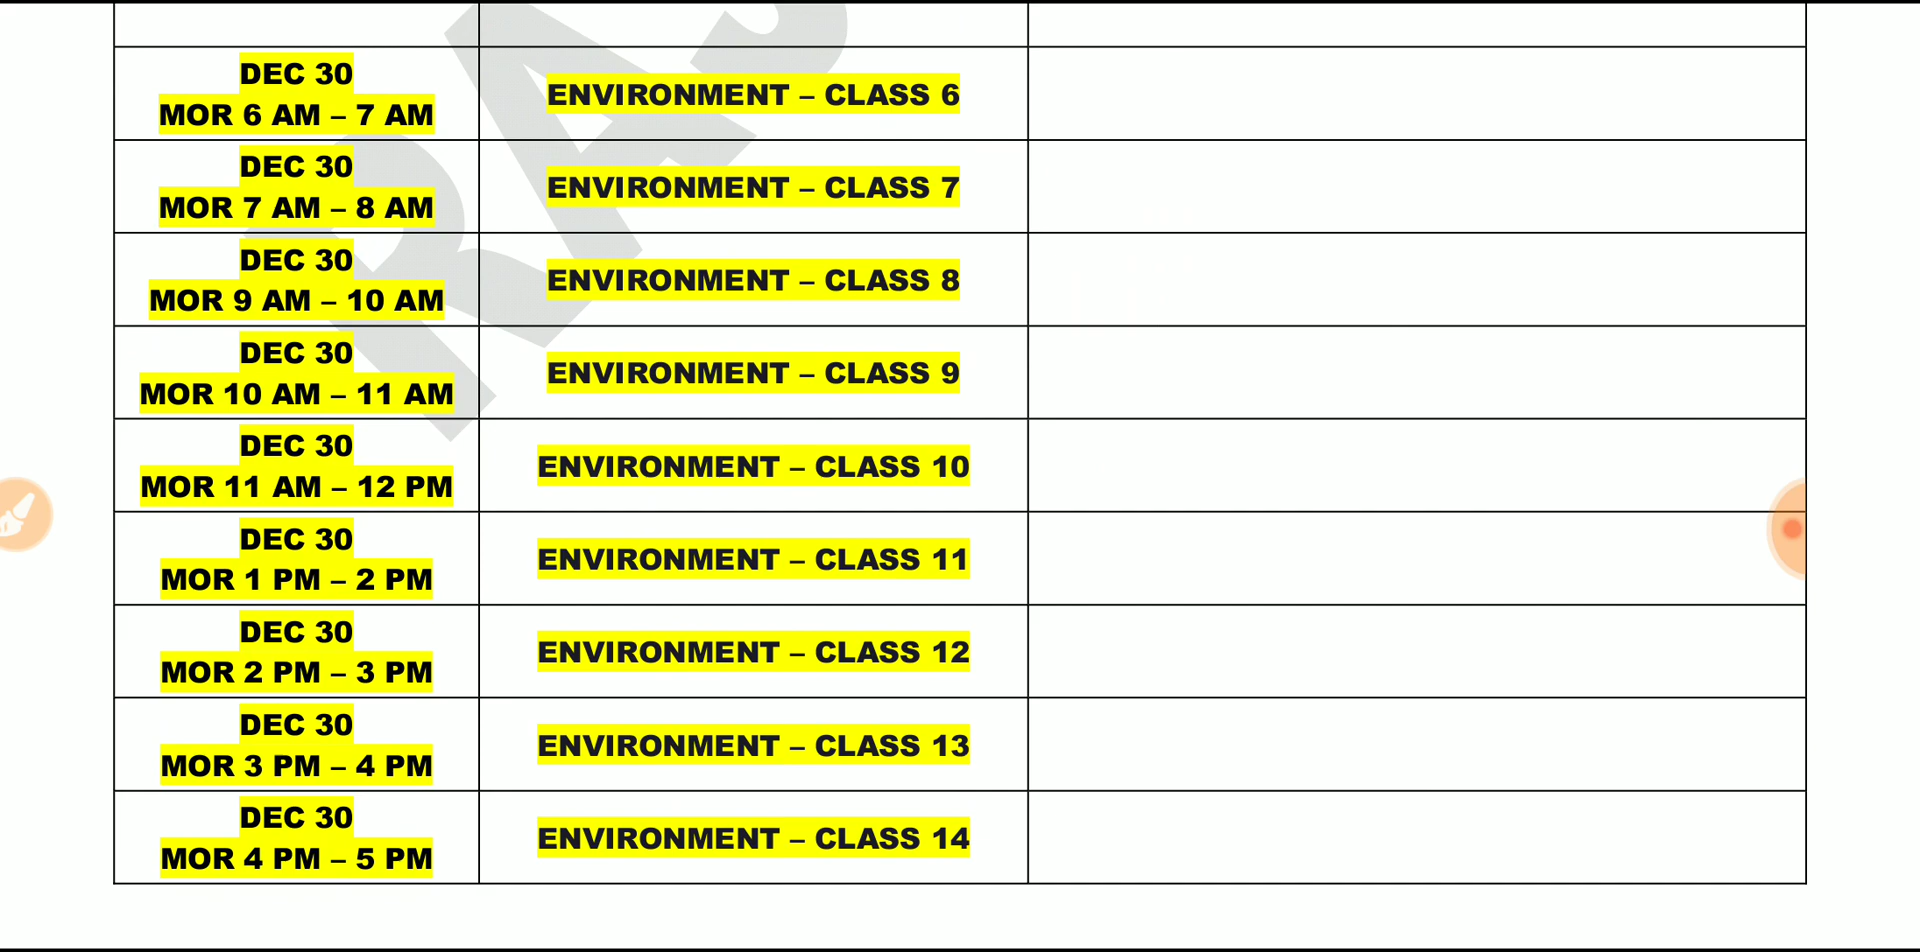 DEC 30
MOR 6 AM – 7 AM
ENVIRONMENT – CLASS 6
DEC 30
MOR 7 AM – 8 AM
ENVIRONMENT – CLASS 7
DEC 30
MOR 9 AM – 10 AM
ENVIRONMENT – CLASS 8
DEC 30
MOR 10 AM – 11 AM
ENVIRONMENT – CLASS 9
DEC 30
MOR 11 AM – 12 PM
ENVIRONMENT – CLASS 10
DEC 30
MOR 1 PM – 2 PM
ENVIRONMENT – CLASS 11
DEC 30
MOR 2 PM – 3 PM
ENVIRONMENT – CLASS 12
DEC 30
MOR 3 PM – 4 PM
ENVIRONMENT – CLASS 13
DEC 30
MOR 4 PM – 5 PM
ENVIRONMENT – CLASS 14